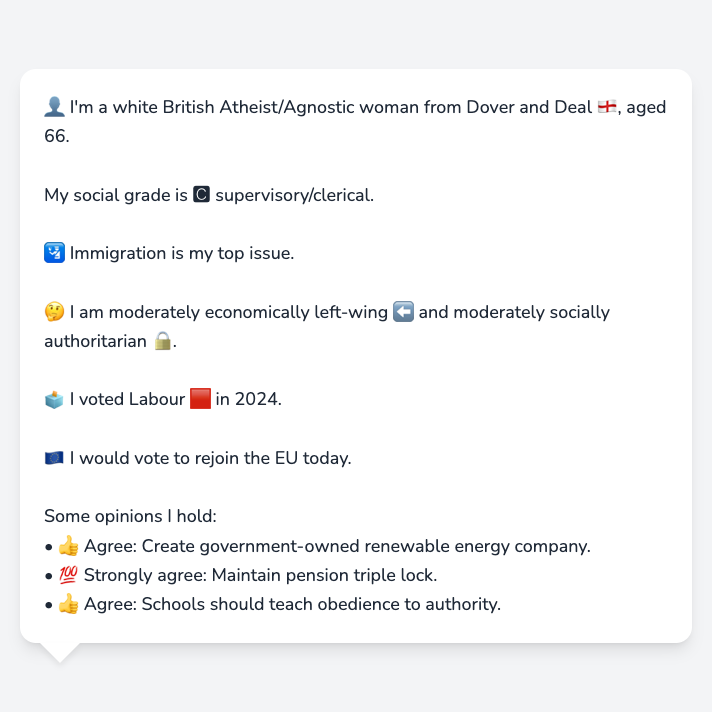 👤 I'm a white British Atheist/Agnostic woman from Dover and Deal 🏴󠁧󠁢󠁥󠁮󠁧󠁿, aged
66.
My social grade is 🅲 supervisory/clerical.
🛂 Immigration is my top issue.
🤔 I am moderately economically left-wing ⬅️ and moderately socially
authoritarian 🔒.
🗳️ I voted Labour 🟥 in 2024.
🇪🇺 I would vote to rejoin the EU today.
Some opinions I hold:
• 👍 Agree: Create government-owned renewable energy company.
• 💯 Strongly agree: Maintain pension triple lock.
• 👍 Agree: Schools should teach obedience to authority.